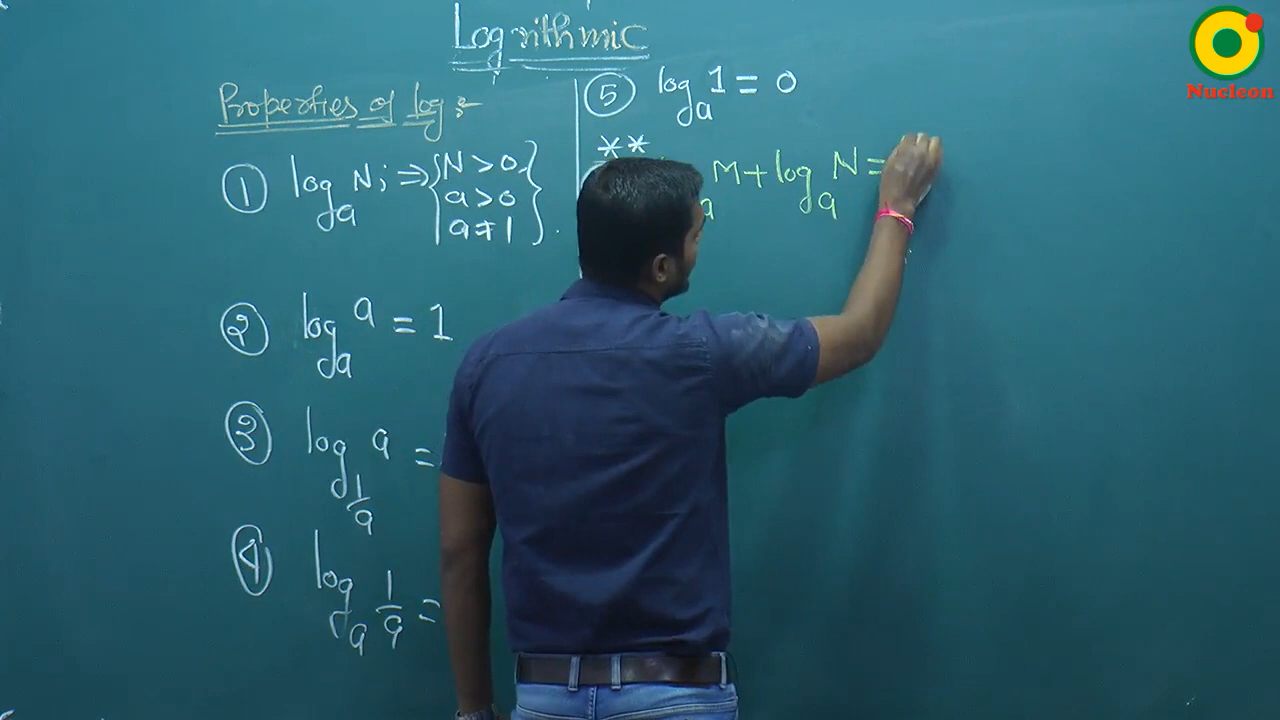 Logrithmic
Properties of log :-
① log_a N ; ⇒ {N > 0, a > 0, a ≠ 1}.
② log_a a = 1
③ log_{1/a} a =
④ log_a 1/a =
⑤ log_a 1 = 0
**
a M + log_a N =
Nucleon